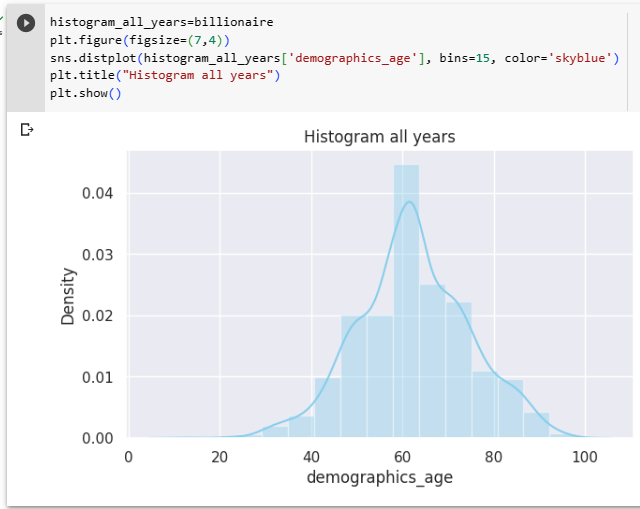 histogram_all_years=billionaire
plt.figure(figsize=(7,4))
sns.distplot(histogram_all_years['demographics_age'], bins=15, color='skyblue')
plt.title("Histogram all years")
plt.show()
Histogram all years
0.04
0.03
0.02
0.01
0.00
Density
0 20 40 60 80 100
demographics_age